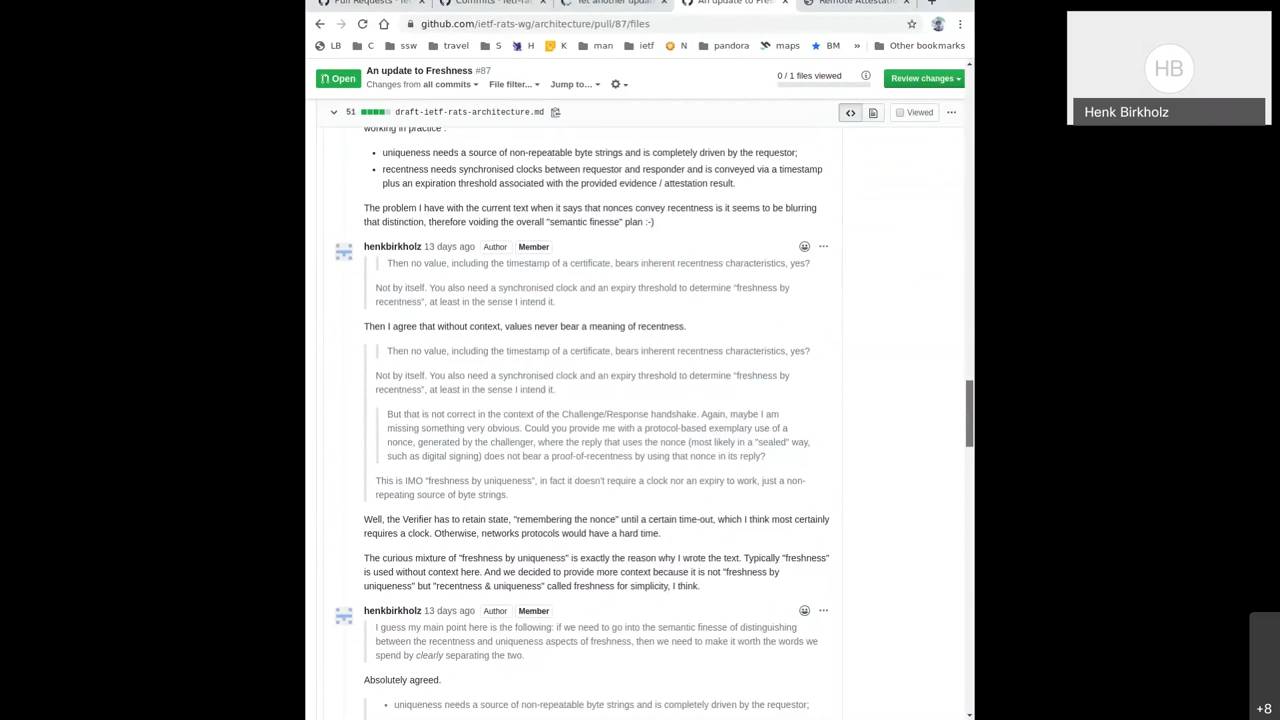 Pull Requests · ietf-r
Commits · ietf-r
Yet another upda
An update to Fresh
Remote Attesta
github.com/ietf-rats-wg/architecture/pull/87/files
LB
C
ssw
travel
S
H
K
man
ietf
N
pandora
maps
BM
»
Other bookmarks
Open
An update to Freshness #87
Changes from all commits
File filter...
Jump to...
0 / 1 files viewed
Review changes
51
draft-ietf-rats-architecture.md
Viewed
working in practice :
• uniqueness needs a source of non-repeatable byte strings and is completely driven by the requestor;
• recentness needs synchronised clocks between requestor and responder and is conveyed via a timestamp
plus an expiration threshold associated with the provided evidence / attestation result.
The problem I have with the current text when it says that nonces convey recentness is it seems to be blurring
that distinction, therefore voiding the overall "semantic finesse" plan :-)
henkbirkholz 13 days ago Author Member
Then no value, including the timestamp of a certificate, bears inherent recentness characteristics, yes?
Not by itself. You also need a synchronised clock and an expiry threshold to determine “freshness by
recentness”, at least in the sense I intend it.
Then I agree that without context, values never bear a meaning of recentness.
Then no value, including the timestamp of a certificate, bears inherent recentness characteristics, yes?
Not by itself. You also need a synchronised clock and an expiry threshold to determine “freshness by
recentness”, at least in the sense I intend it.
But that is not correct in the context of the Challenge/Response handshake. Again, maybe I am
missing something very obvious. Could you provide me with a protocol-based exemplary use of a
nonce, generated by the challenger, where the reply that uses the nonce (most likely in a "sealed" way,
such as digital signing) does not bear a proof-of-recentness by using that nonce in its reply?
This is IMO “freshness by uniqueness”, in fact it doesn’t require a clock nor an expiry to work, just a non-
repeating source of byte strings.
Well, the Verifier has to retain state, "remembering the nonce" until a certain time-out, which I think most certainly
requires a clock. Otherwise, networks protocols would have a hard time.
The curious mixture of "freshness by uniqueness" is exactly the reason why I wrote the text. Typically "freshness"
is used without context here. And we decided to provide more context because it is not "freshness by
uniqueness" but "recentness & uniqueness" called freshness for simplicity, I think.
henkbirkholz 13 days ago Author Member
I guess my main point here is the following: if we need to go into the semantic finesse of distinguishing
between the recentness and uniqueness aspects of freshness, then we need to make it worth the words we
spend by clearly separating the two.
Absolutely agreed.
• uniqueness needs a source of non-repeatable byte strings and is completely driven by the requestor;
HB
Henk Birkholz
+8